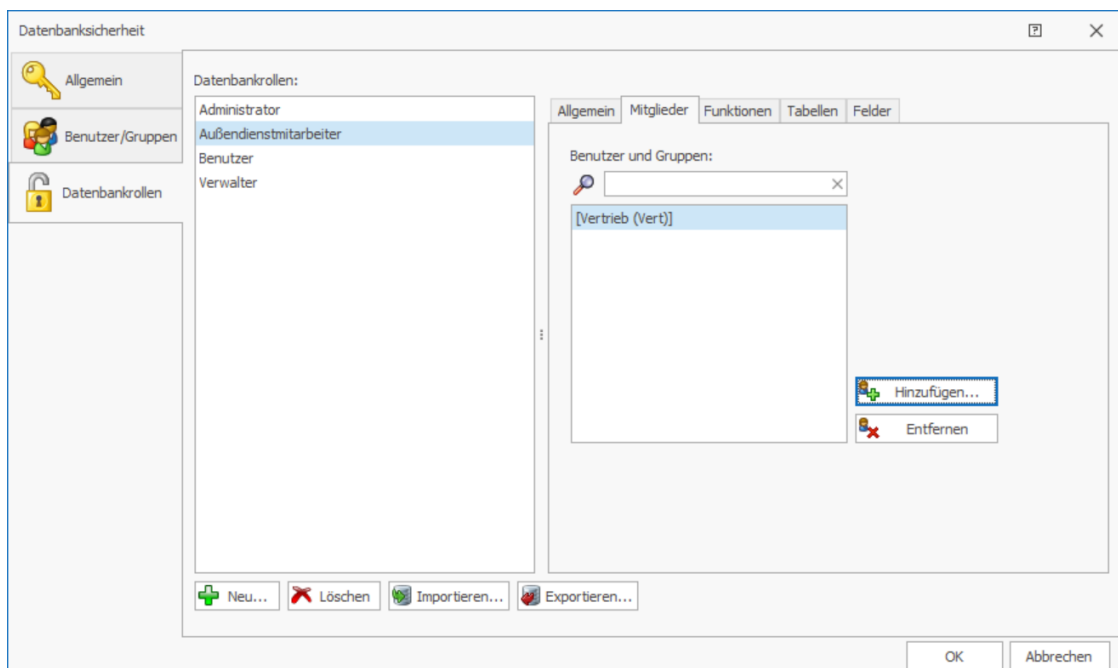 Datenbanksicherheit
Allgemein
Benutzer/Gruppen
Datenbankrollen
Datenbankrollen:
Administrator
Außendienstmitarbeiter
Benutzer
Verwalter
Allgemein Mitglieder Funktionen Tabellen Felder
Benutzer und Gruppen:
[Vertrieb (Vert)]
Hinzufügen...
Entfernen
Neu... Löschen Importieren... Exportieren...
OK Abbrechen